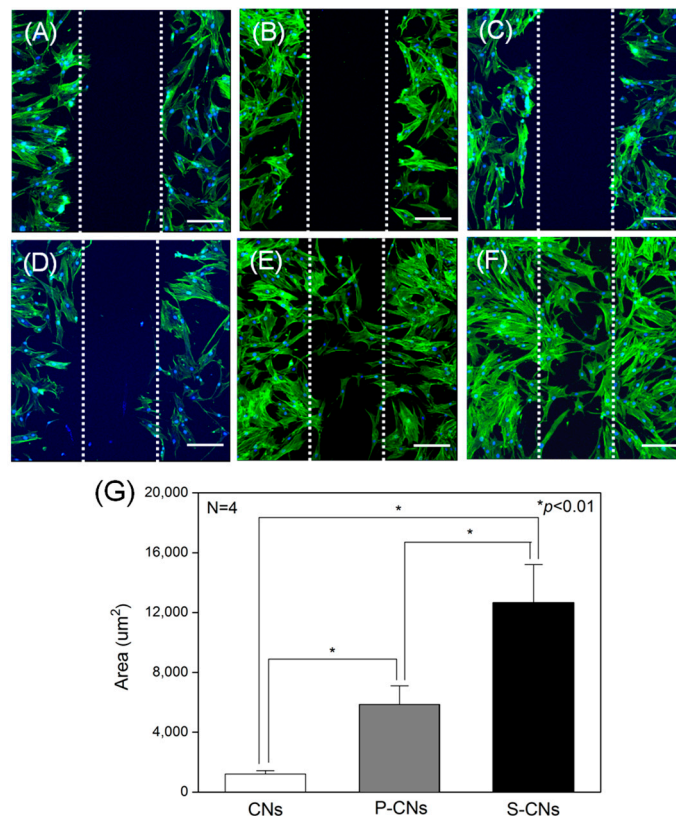 (A)
(B)
(C)
(D)
(E)
(F)
(G)
20,000
16,000
12,000
8,000
4,000
0
Area (um²)
N=4
*p<0.01
*
*
*
CNs
P-CNs
S-CNs